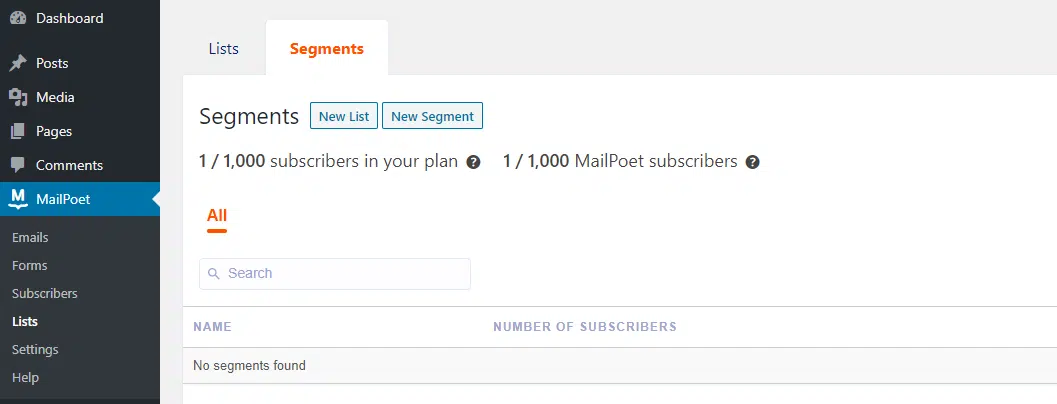 Dashboard
Posts
Media
Pages
Comments
MailPoet
Emails
Forms
Subscribers
Lists
Settings
Help
Lists Segments
Segments New List New Segment
1 / 1,000 subscribers in your plan ? 1 / 1,000 MailPoet subscribers ?
All
Search
NAME NUMBER OF SUBSCRIBERS
No segments found